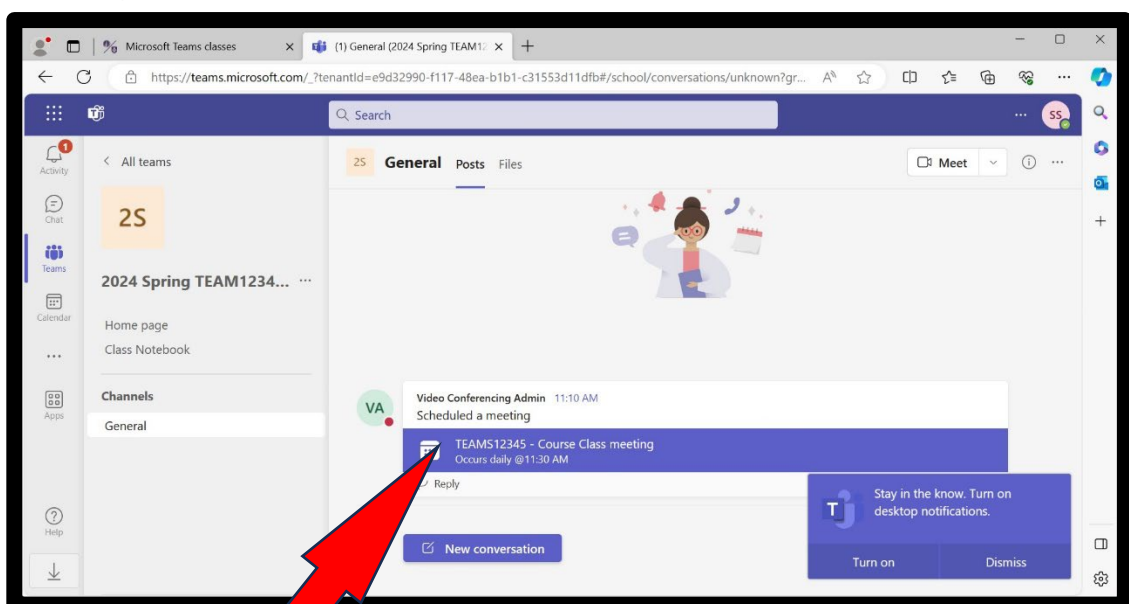 Microsoft Teams classes
(1) General (2024 Spring TEAM12
https://teams.microsoft.com/_?tenantId=e9d32990-f117-48ea-b1b1-c31553d11dfb#/school/conversations/unknown?gr...
Search
SS
1
Activity
Chat
Teams
Calendar
Apps
Help
All teams
2S
2024 Spring TEAM1234...
Home page
Class Notebook
Channels
General
2S General Posts Files
Meet
VA
Video Conferencing Admin 11:10 AM
Scheduled a meeting
TEAMS12345 - Course Class meeting
Occurs daily @11:30 AM
Reply
New conversation
T
Stay in the know. Turn on
desktop notifications.
Turn on Dismiss